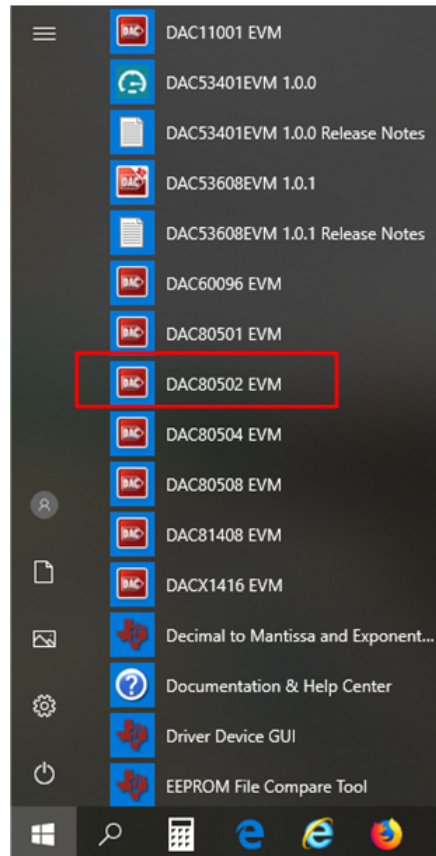 DAC11001 EVM
DAC53401EVM 1.0.0
DAC53401EVM 1.0.0 Release Notes
DAC53608EVM 1.0.1
DAC53608EVM 1.0.1 Release Notes
DAC60096 EVM
DAC80501 EVM
DAC80502 EVM
DAC80504 EVM
DAC80508 EVM
DAC81408 EVM
DACX1416 EVM
Decimal to Mantissa and Exponent...
Documentation & Help Center
Driver Device GUI
EEPROM File Compare Tool